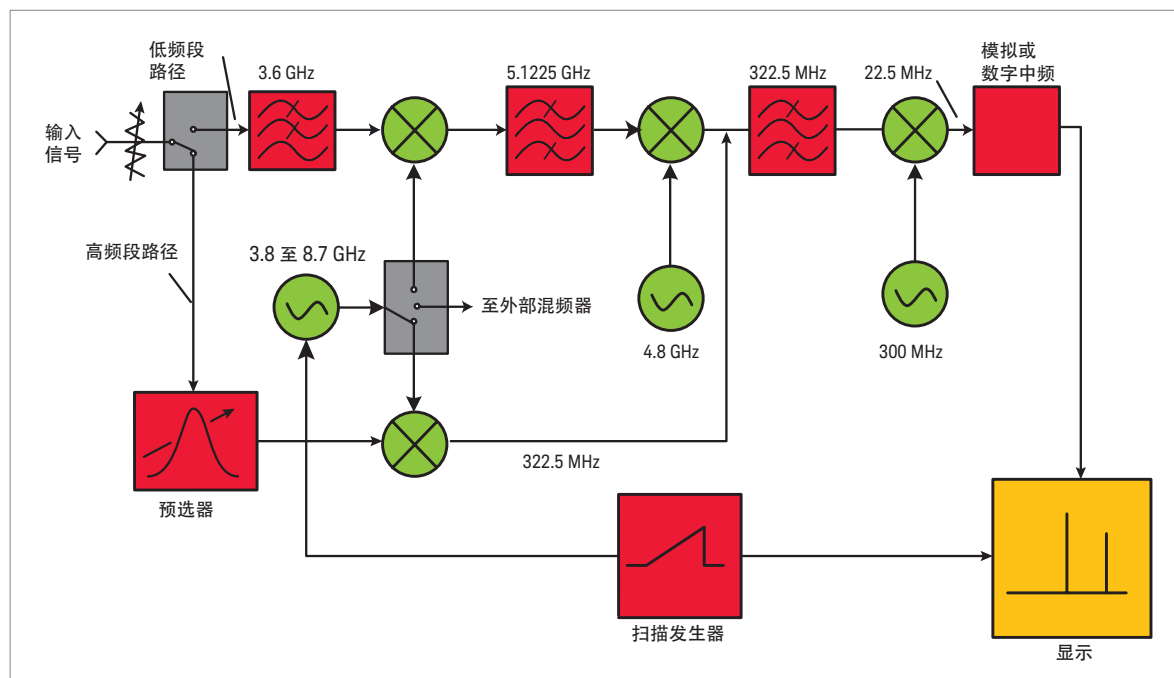 低频段
路径
3.6 GHz
5.1225 GHz
322.5 MHz
22.5 MHz
模拟或
数字中频
输入
信号
高频段路径
3.8 至 8.7 GHz
至外部混频器
4.8 GHz
300 MHz
322.5 MHz
预选器
扫描发生器
显示